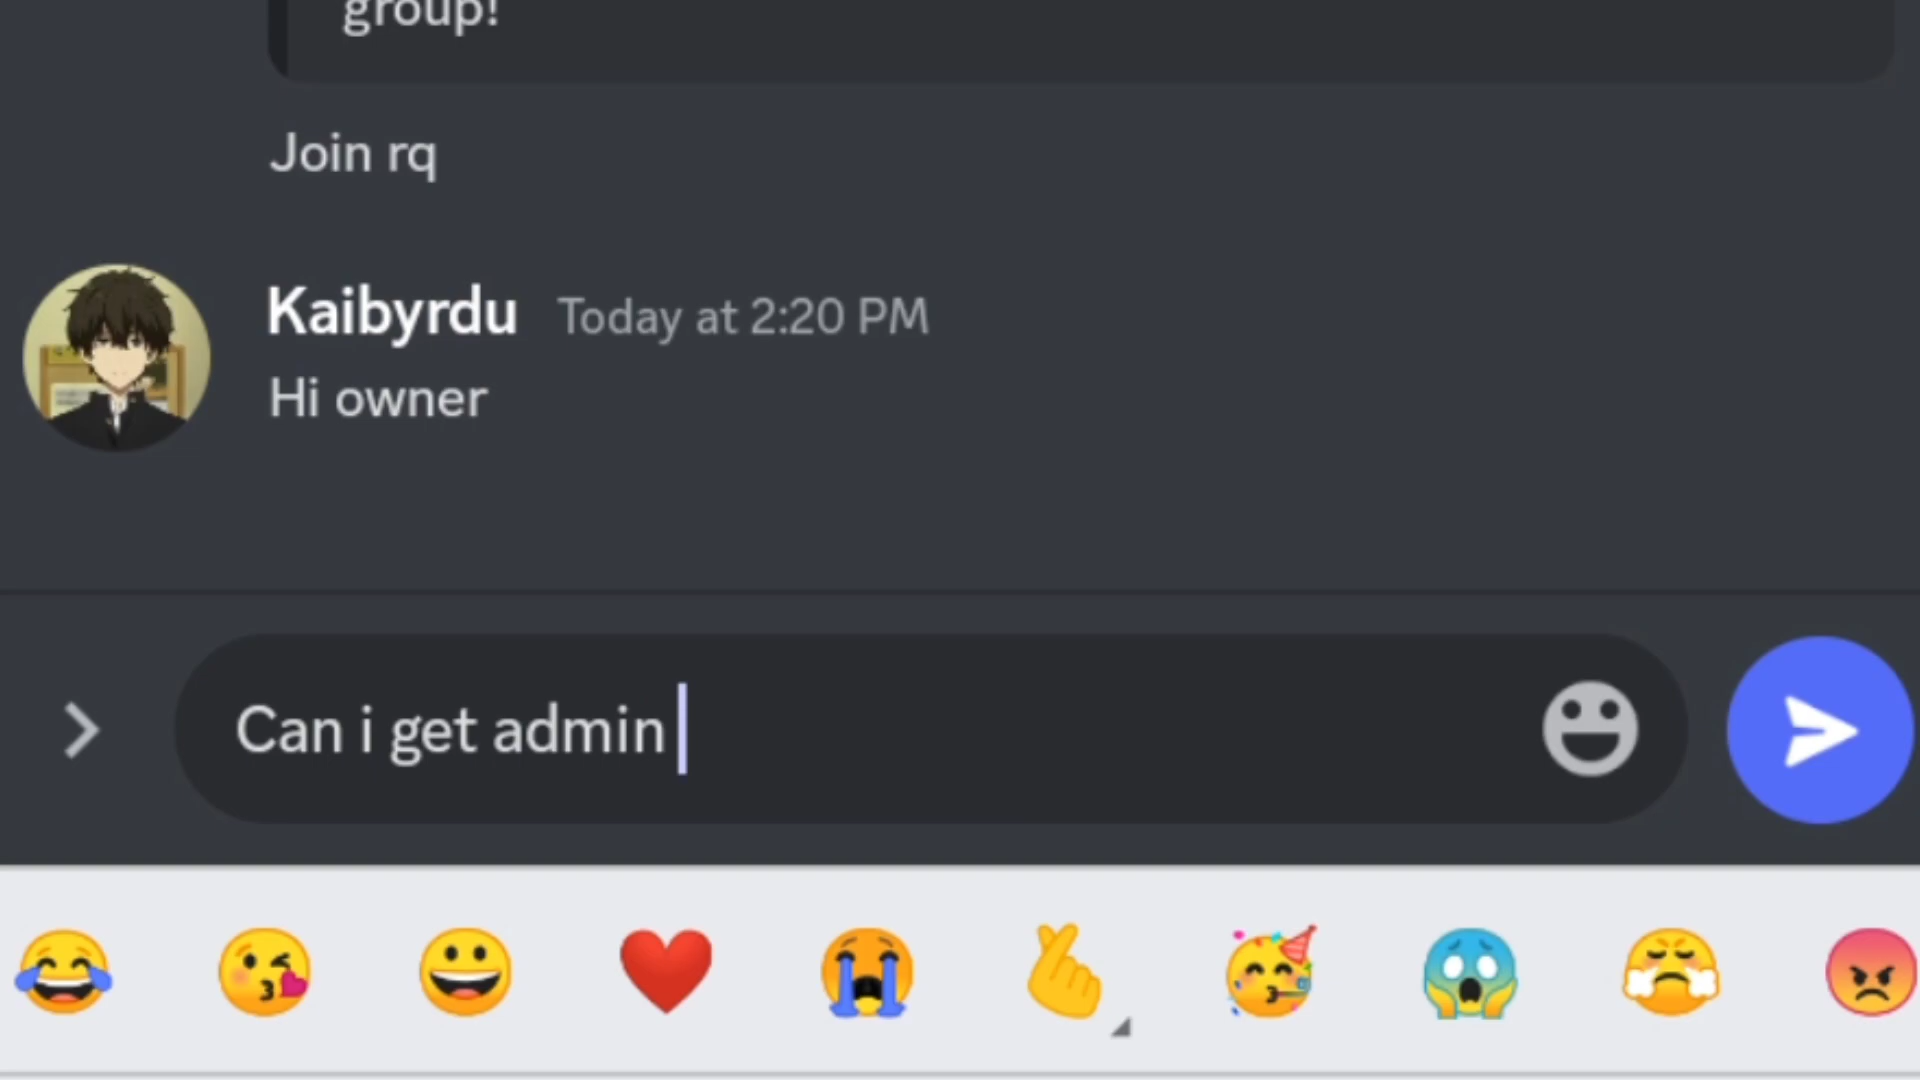 group!
Join rq
Kaibyrdu Today at 2:20 PM
Hi owner
Can i get admin